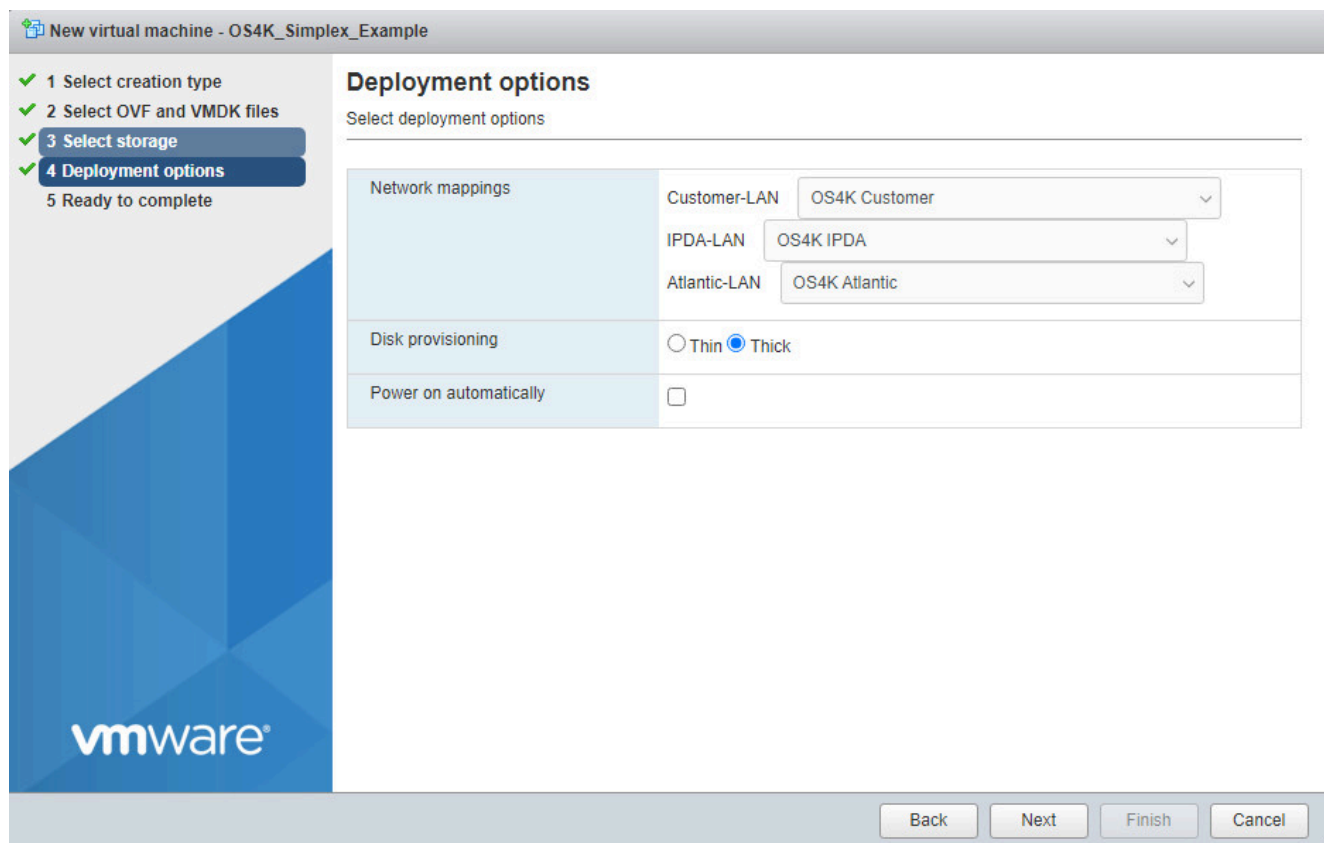 New virtual machine - OS4K_Simplex_Example
1 Select creation type
2 Select OVF and VMDK files
3 Select storage
4 Deployment options
5 Ready to complete
vmware®
Deployment options
Select deployment options
Network mappings
Customer-LAN OS4K Customer
IPDA-LAN OS4K IPDA
Atlantic-LAN OS4K Atlantic
Disk provisioning
Thin Thick
Power on automatically
Back Next Finish Cancel